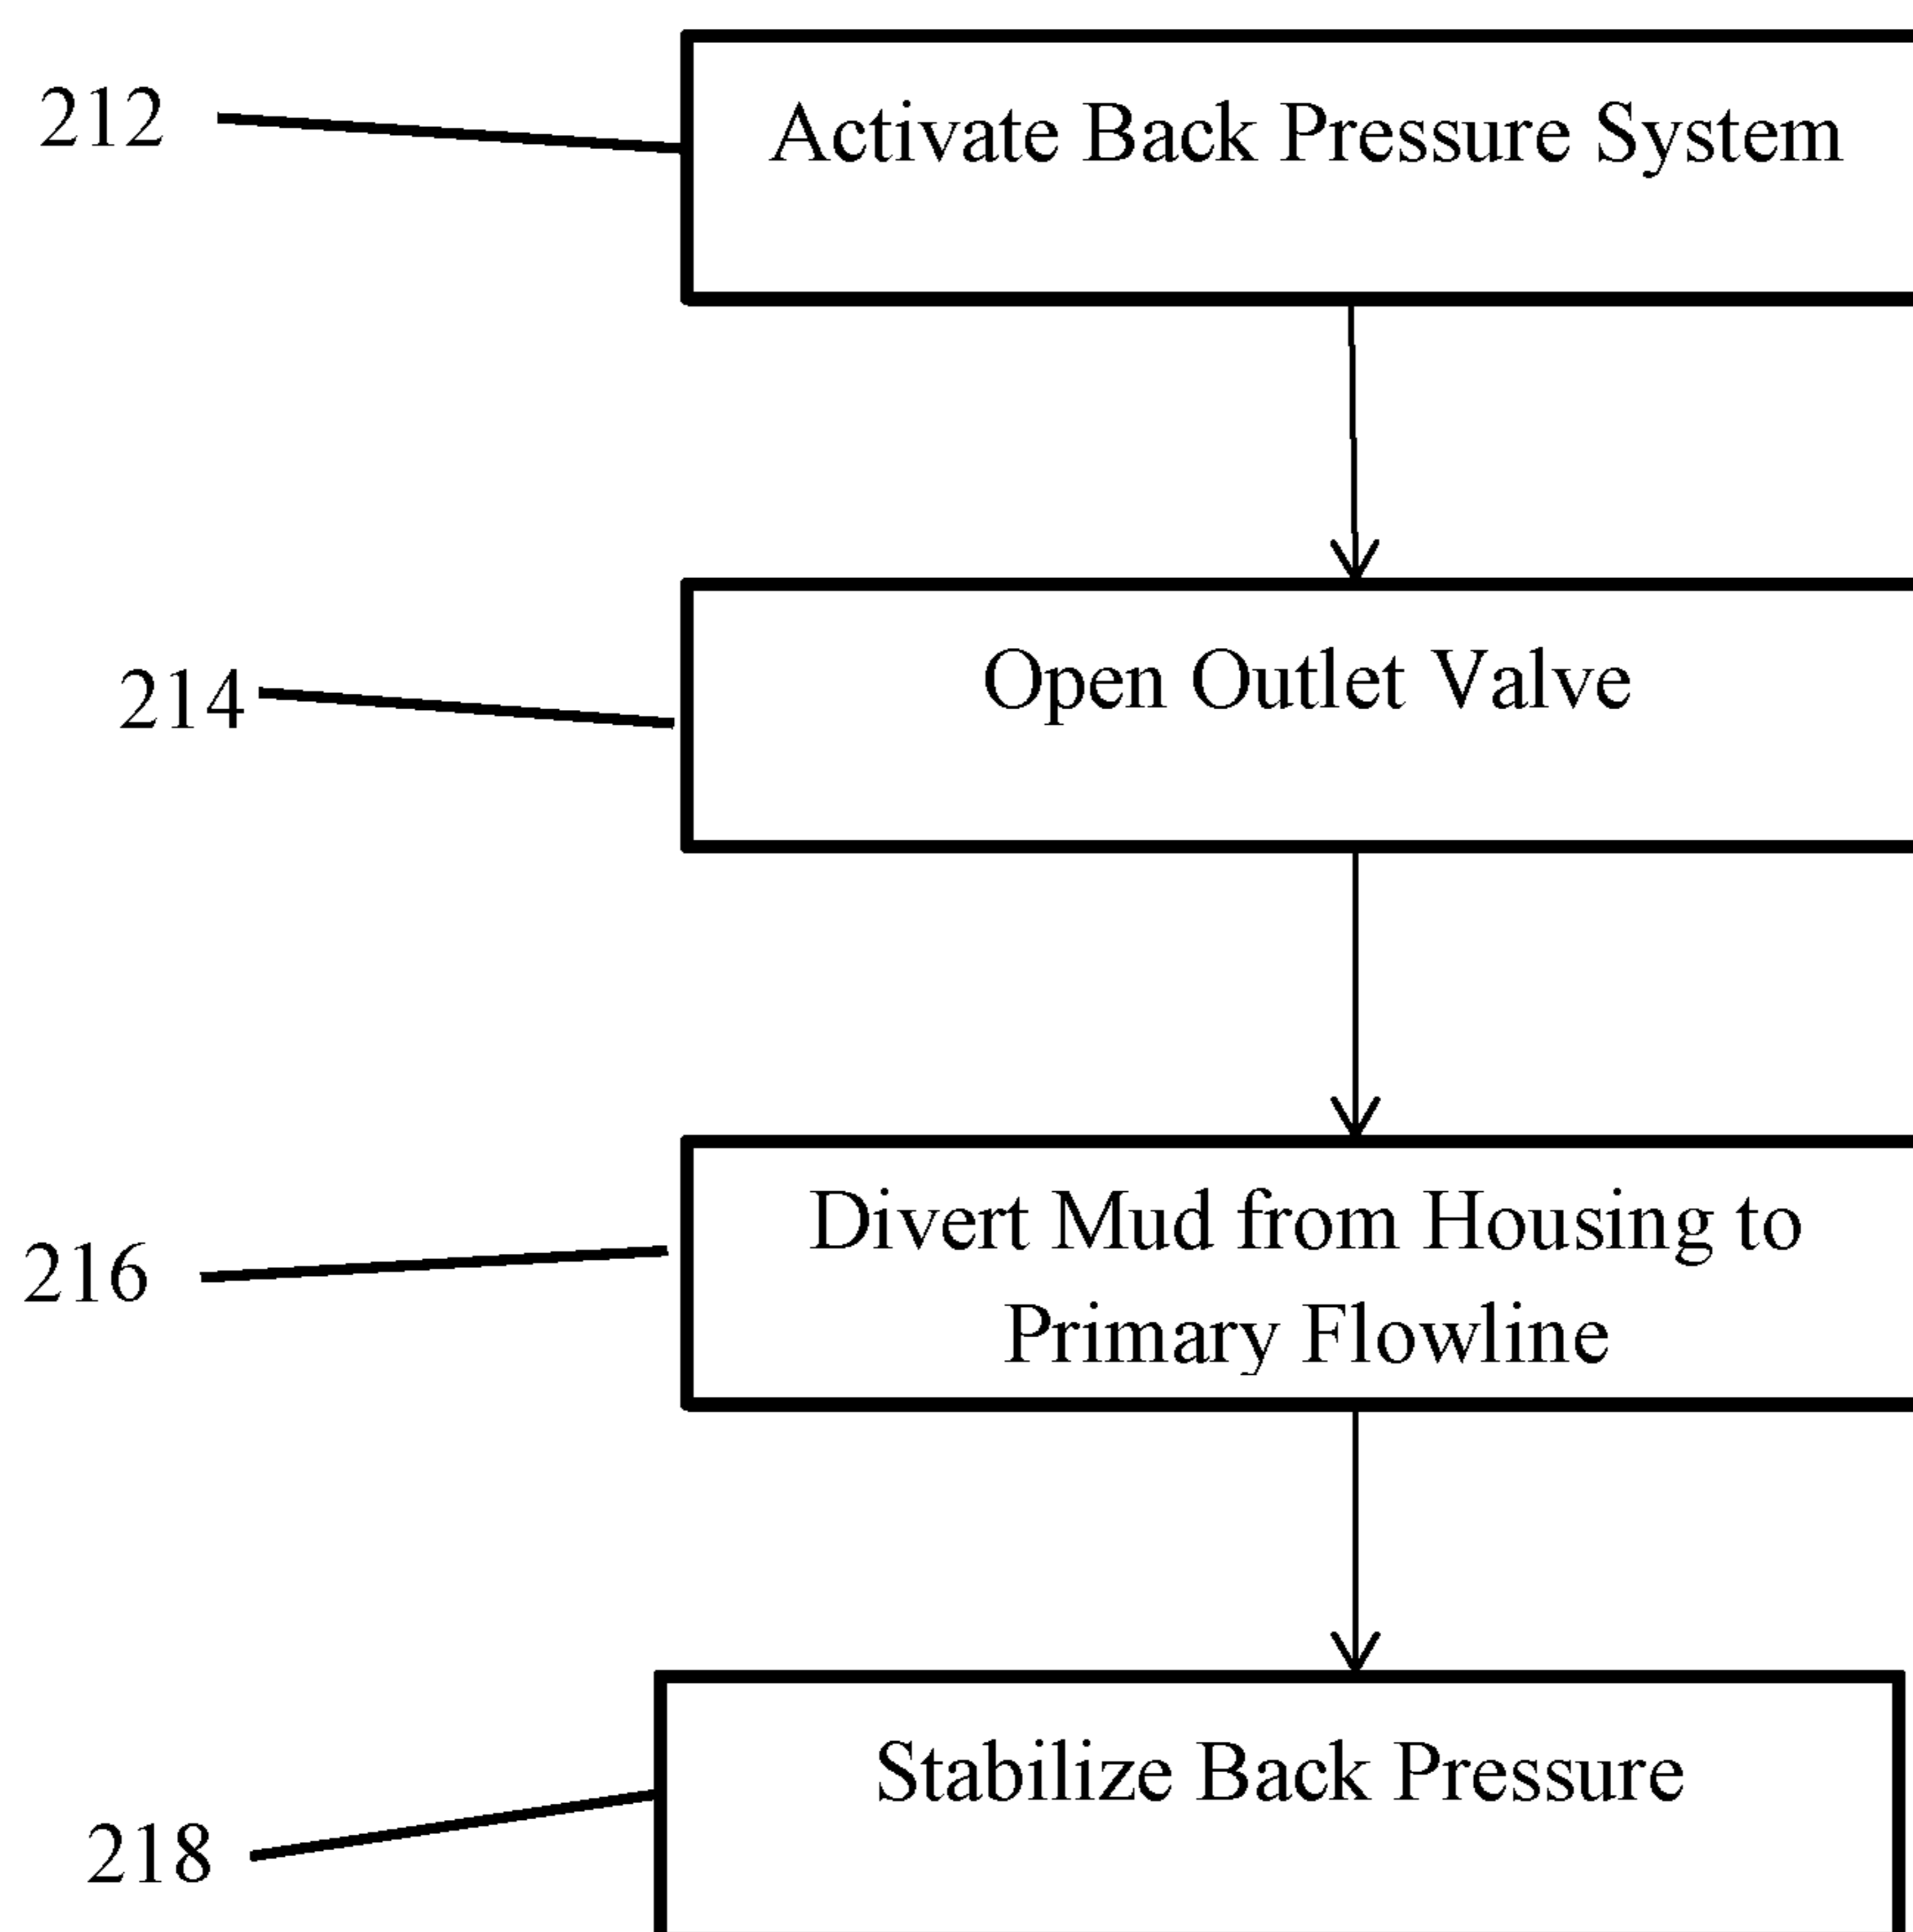 212
Activate Back Pressure System
214
Open Outlet Valve
216
Divert Mud from Housing to
Primary Flowline
218
Stabilize Back Pressure